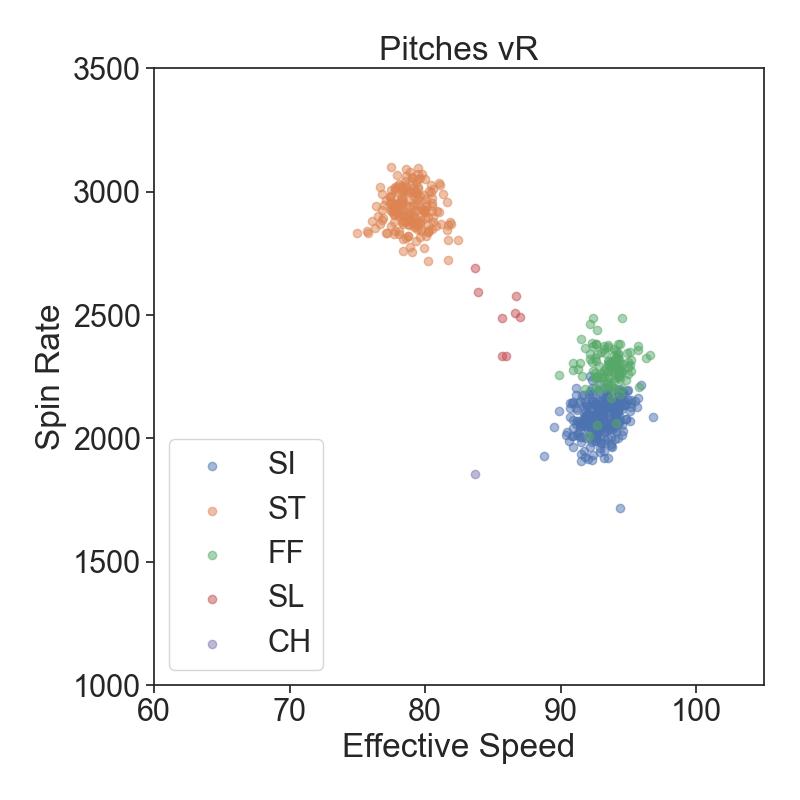 Pitches vR
3500
3000
2500
2000
1500
1000
Spin Rate
SI
ST
FF
SL
CH
60 70 80 90 100
Effective Speed